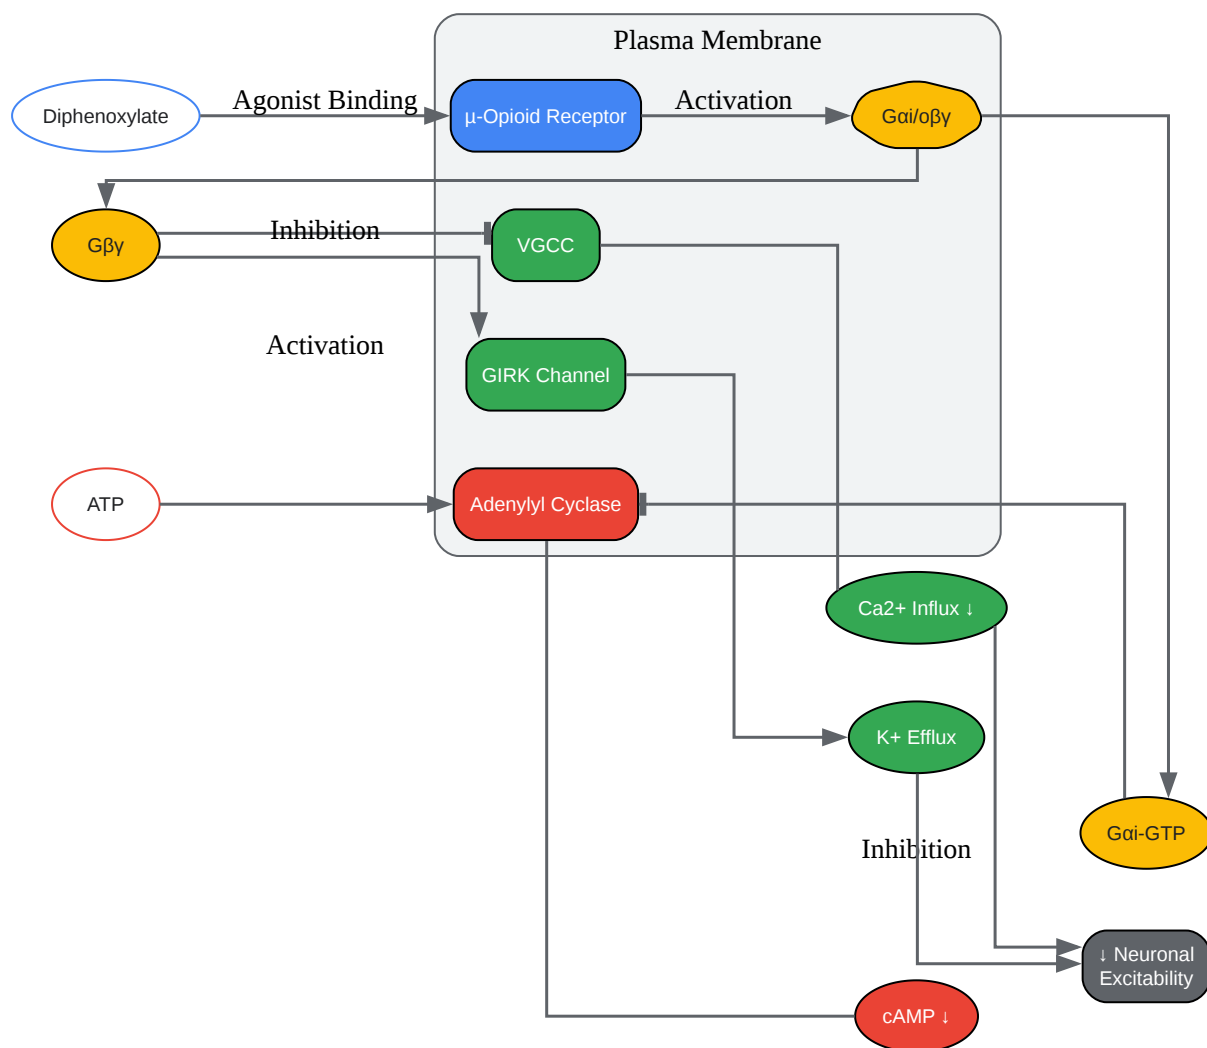 Plasma Membrane
Diphenoxylate
Agonist Binding
μ-Opioid Receptor
Activation
Gαi/oβγ
Gβγ
Inhibition
VGCC
Activation
GIRK Channel
ATP
Adenylyl Cyclase
Ca2+ Influx ↓
K+ Efflux
Gαi-GTP
Inhibition
↓ Neuronal
Excitability
cAMP ↓